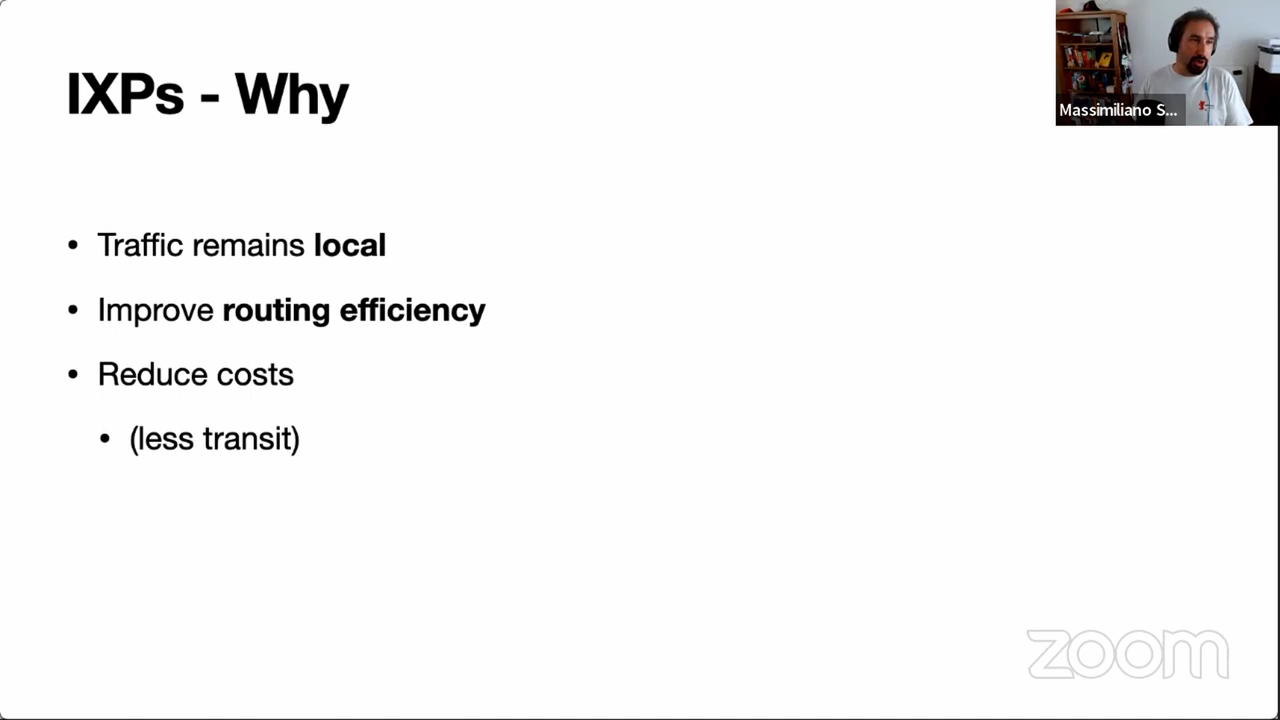 IXPs - Why
Massimiliano S...
• Traffic remains local
• Improve routing efficiency
• Reduce costs
• (less transit)
zoom